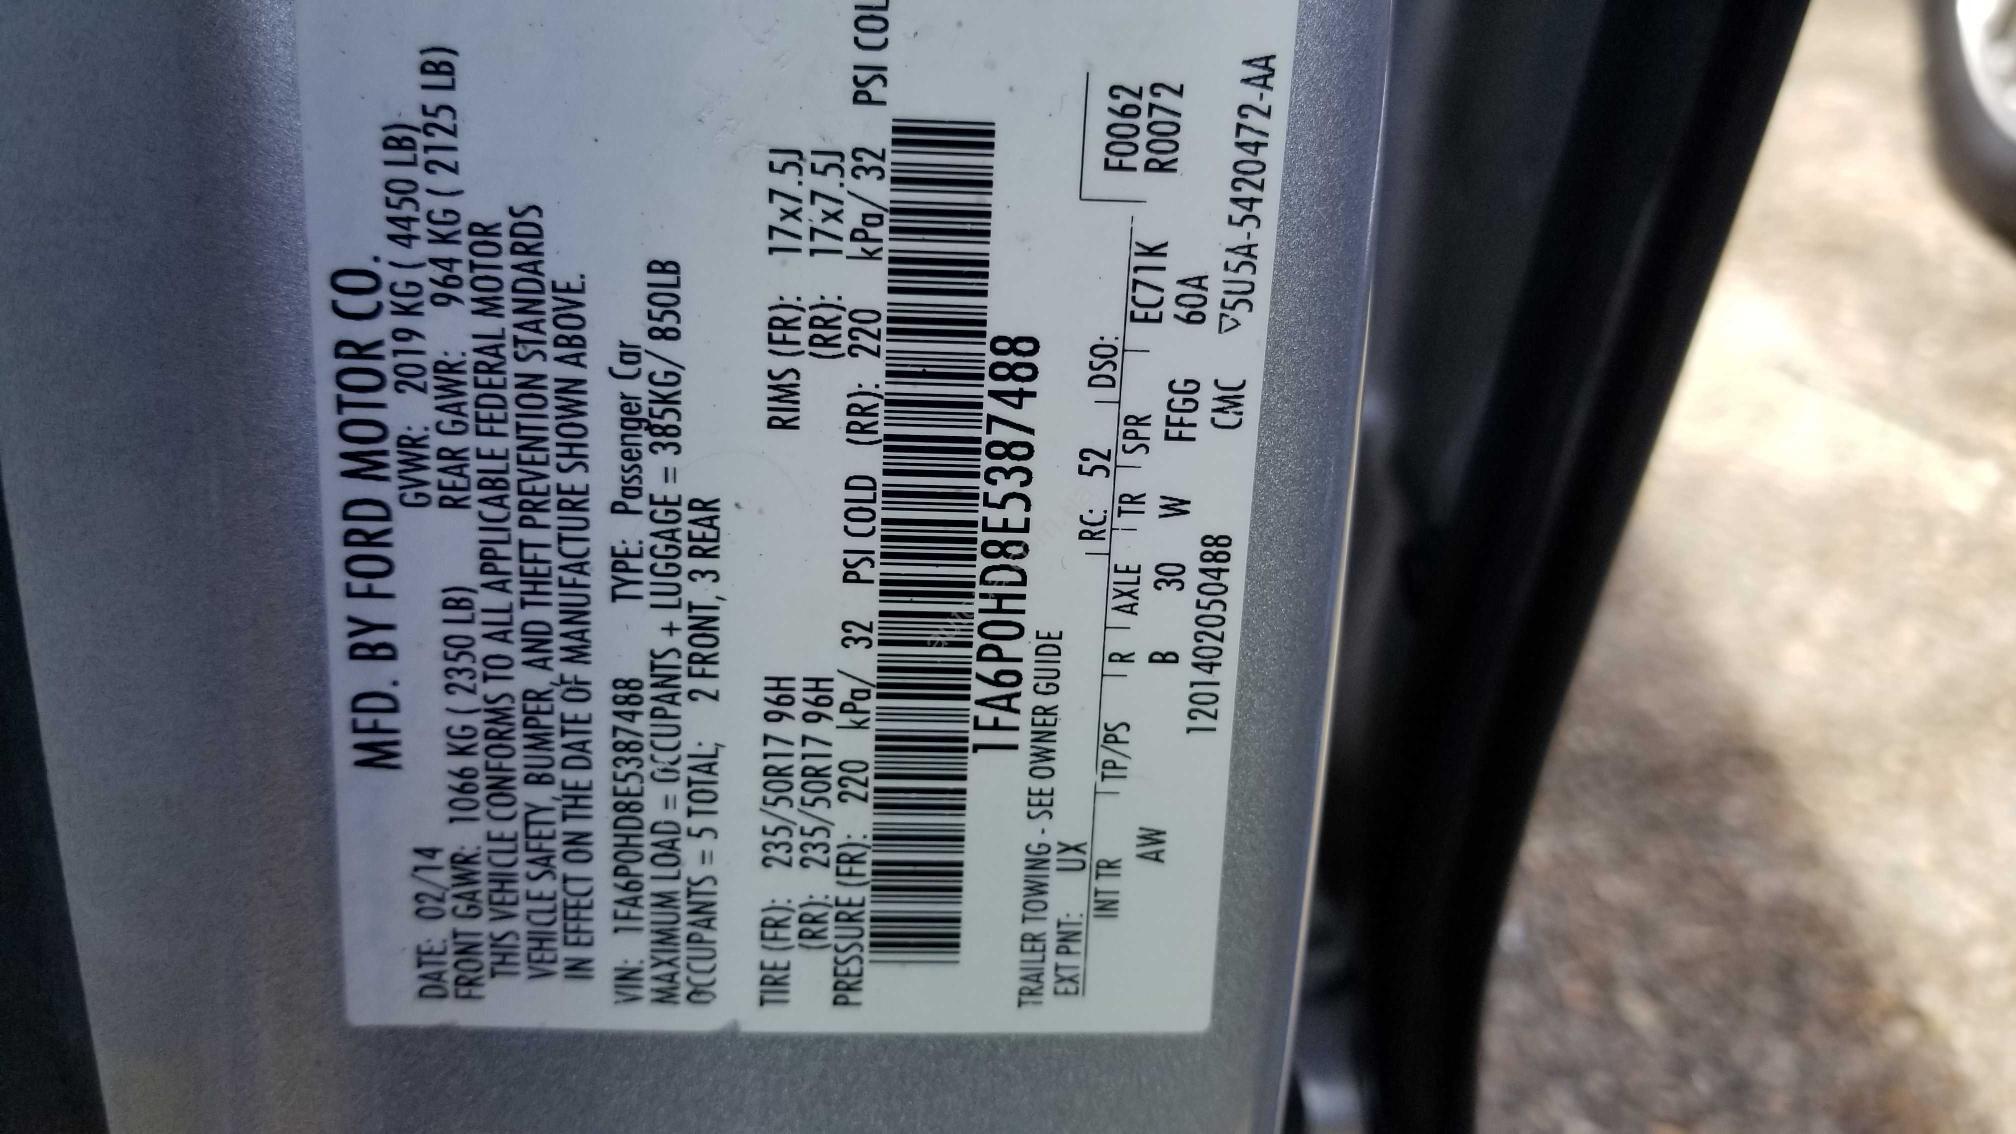 MFD. BY FORD MOTOR CO.
DATE: 02/14 GVWR: 2019 KG ( 4450 LB)
FRONT GAWR: 1066 KG ( 2350 LB) REAR GAWR: 964 KG ( 2125 LB)
THIS VEHICLE CONFORMS TO ALL APPLICABLE FEDERAL MOTOR
VEHICLE SAFETY, BUMPER, AND THEFT PREVENTION STANDARDS
IN EFFECT ON THE DATE OF MANUFACTURE SHOWN ABOVE.
VIN: 1FA6P0HD8E5387488 TYPE: Passenger Car
MAXIMUM LOAD = OCCUPANTS + LUGGAGE = 385KG/ 850LB
OCCUPANTS = 5 TOTAL; 2 FRONT, 3 REAR
TIRE (FR): 235/50R17 96H RIMS (FR): 17x7.5J
(RR): 235/50R17 96H (RR): 17x7.5J
PRESSURE (FR): 220 kPa/ 32 PSI COLD (RR): 220 kPa/ 32 PSI COL
1FA6P0HD8E5387488
TRAILER TOWING - SEE OWNER GUIDE
EXT PNT: UX RC: 52 DSO:
INT TR TP/PS R AXLE TR SPR F0062
AW B 30 W FFGG EC71K R0072
60A
1201402050488 CMC ▽5U5A-5420472-AA